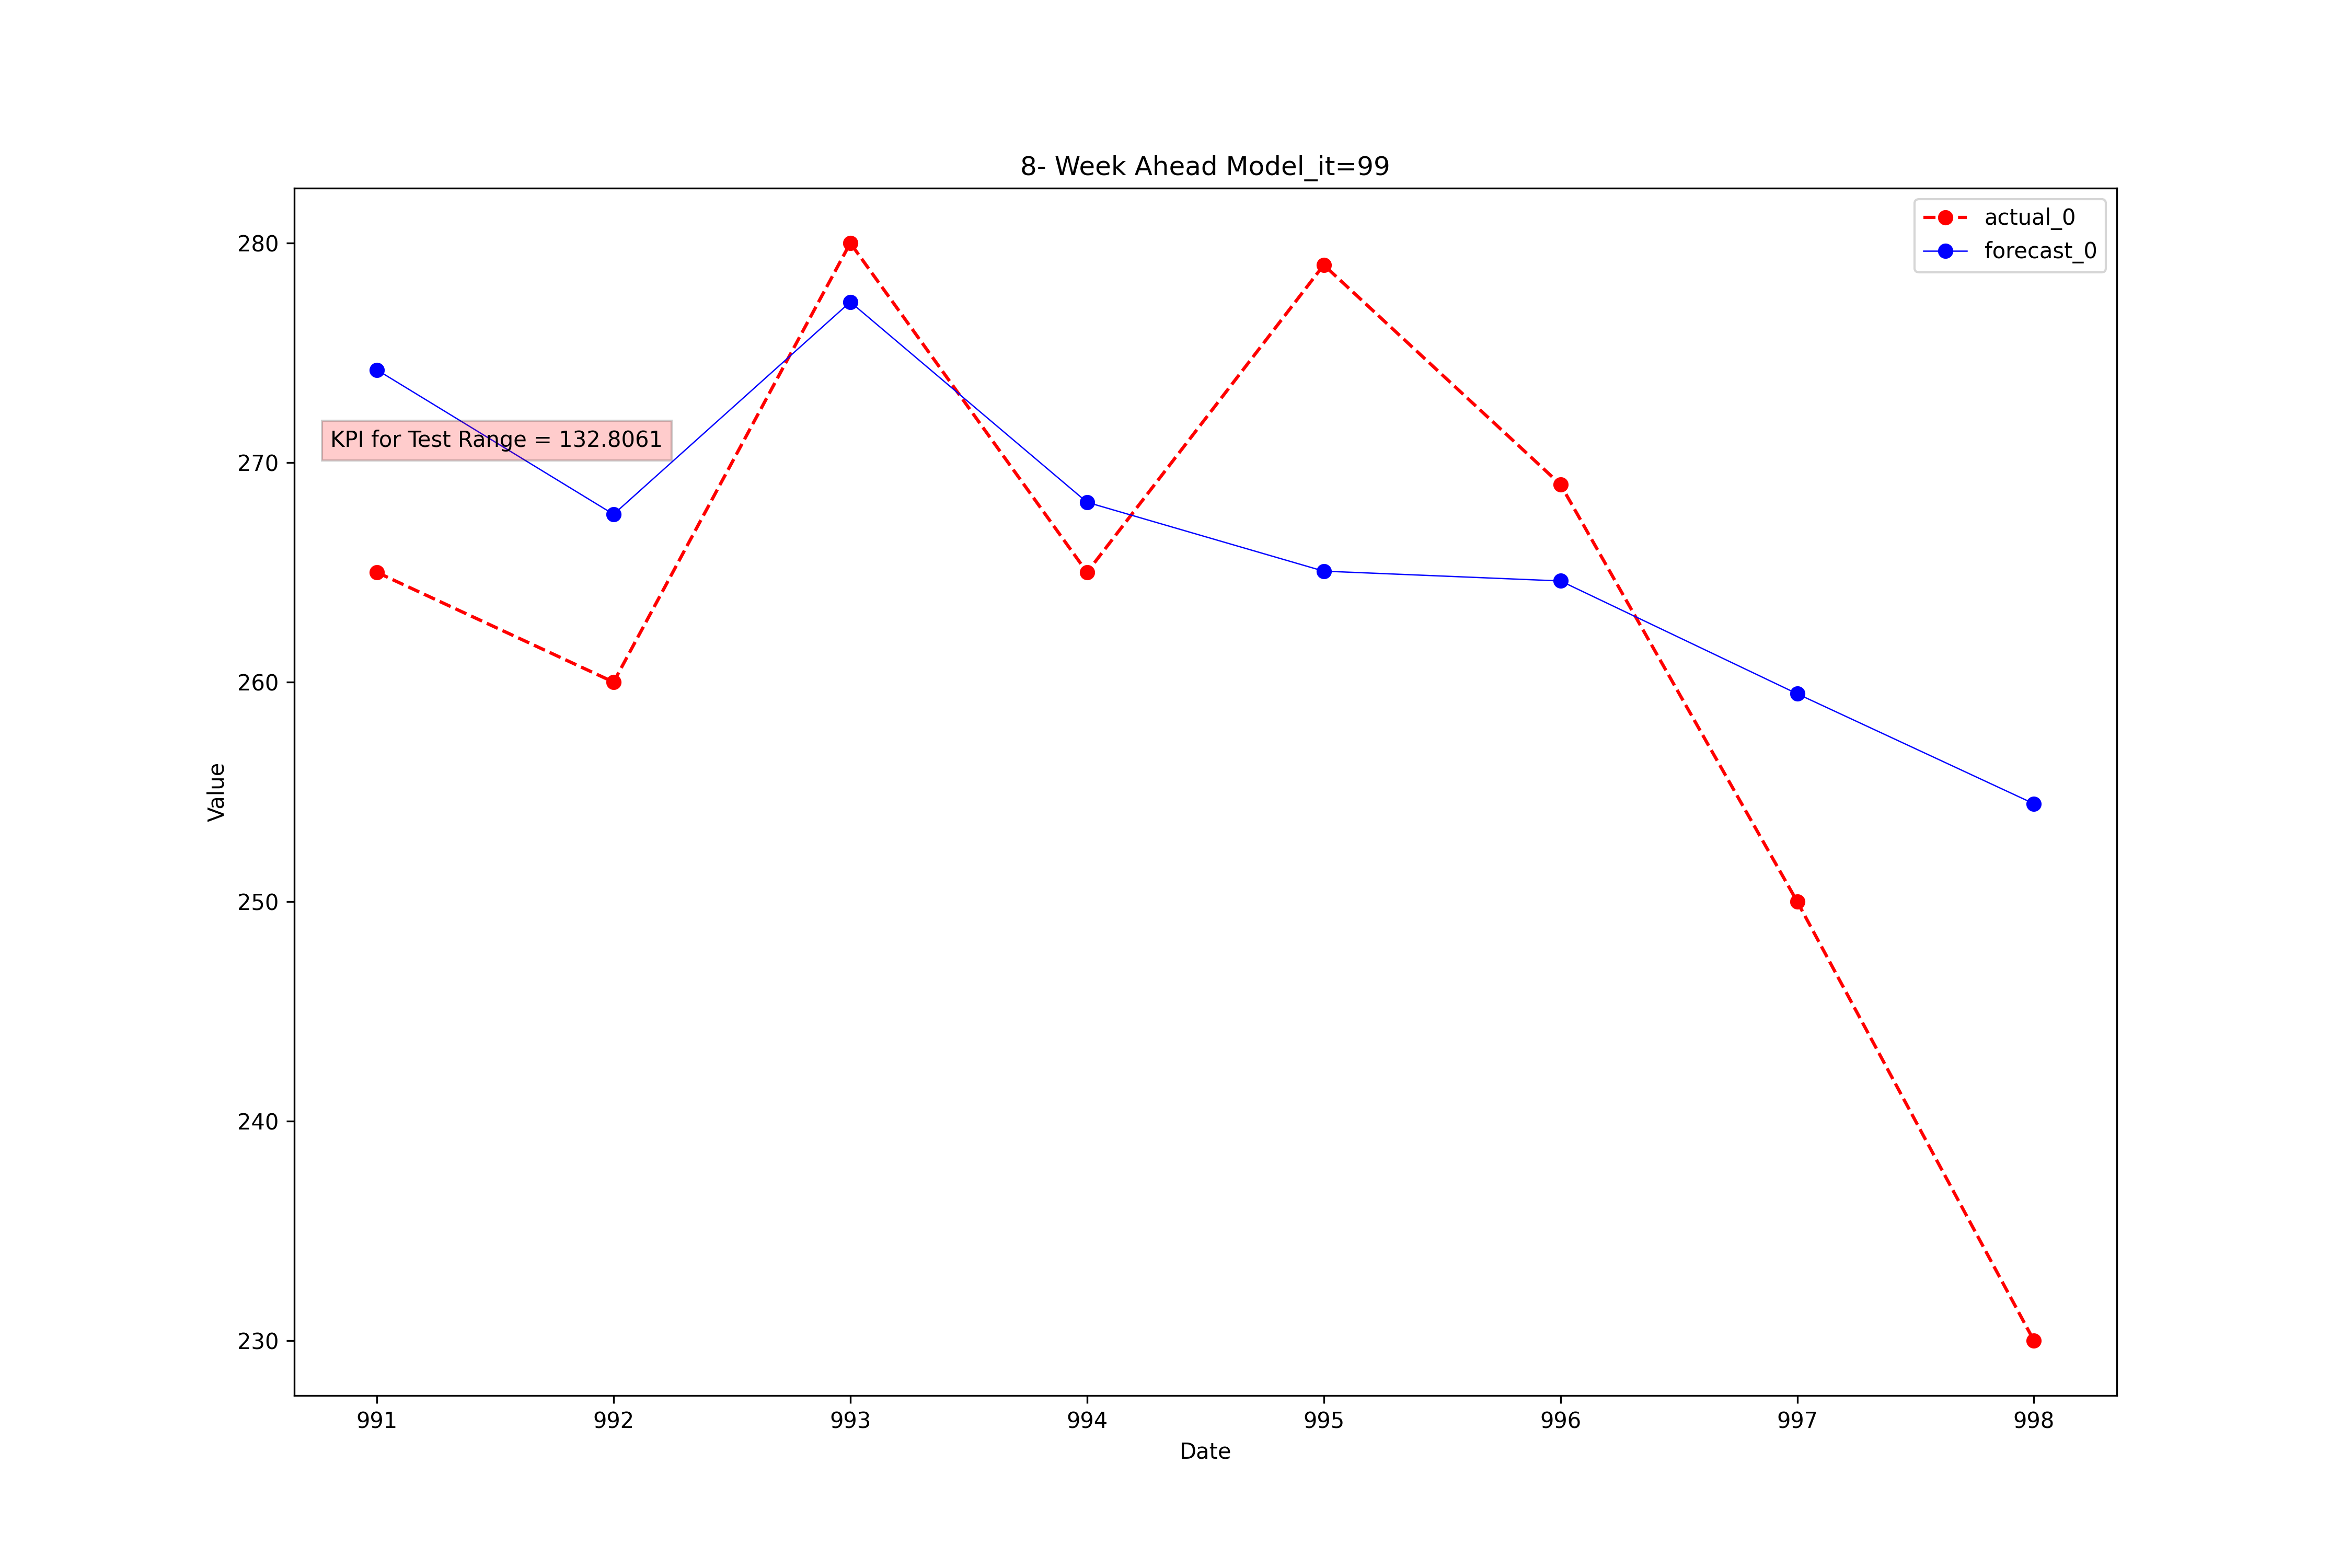 8- Week Ahead Model_it=99
actual_0
forecast_0
KPI for Test Range = 132.8061
280
270
260
250
240
230
Value
991 992 993 994 995 996 997 998
Date